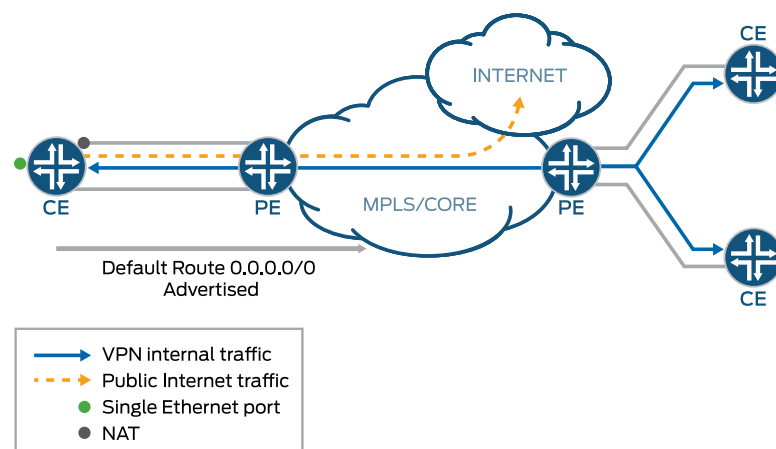 CE
INTERNET
CE
PE
MPLS/CORE
PE
CE
Default Route 0.0.0.0/0
Advertised
VPN internal traffic
Public Internet traffic
Single Ethernet port
NAT